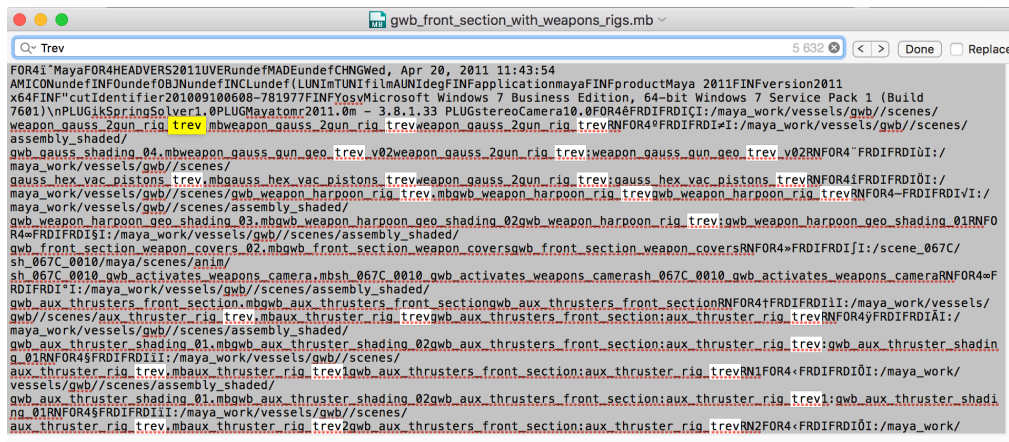 gwb_front_section_with_weapons_rigs.mb
Trev
5 632
< >
Done
Replace
FOR4ïˆMayaFOR4HEADVERS2011UVERundefMADEundefCHNGWed, Apr 20, 2011 11:43:54
AMICONundefINFOundefOBJNundefINCLundef(LUNImTUNIfilmAUNIdegFINFapplicationmayaFINFproductMaya 2011FINFversion2011
x64FINF"cutIdentifier201009100608-781977FINFYosvMicrosoft Windows 7 Business Edition, 64-bit Windows 7 Service Pack 1 (Build
7601)\nPLUGikSpringSolver1.0PLUGMayatomr2011.0m - 3.8.1.33 PLUGstereoCamera10.0FOR4êFRDIFRDIÇI:/maya_work/vessels/gwb//scenes/
weapon_gauss_2gun_rig_trev.mbweapon_gauss_2gun_rig_trevweapon_gauss_2gun_rig_trevRNFOR4ºFRDIFRDI≠I:/maya_work/vessels/gwb//scenes/
assembly_shaded/
gwb_gauss_shading_04.mbweapon_gauss_gun_geo_trev_v02weapon_gauss_2gun_rig_trev:weapon_gauss_gun_geo_trev_v02RNFOR4¨FRDIFRDIùI:/
maya_work/vessels/gwb//scenes/
gauss_hex_vac_pistons_trev.mbgauss_hex_vac_pistons_trevweapon_gauss_2gun_rig_trev:gauss_hex_vac_pistons_trevRNFOR4îFRDIFRDIÖI:/
maya_work/vessels/gwb//scenes/gwb_weapon_harpoon_rig_trev.mbgwb_weapon_harpoon_rig_trevgwb_weapon_harpoon_rig_trevRNFOR4—FRDIFRDI√I:/
maya_work/vessels/gwb//scenes/assembly_shaded/
gwb_weapon_harpoon_geo_shading_03.mbgwb_weapon_harpoon_geo_shading_02gwb_weapon_harpoon_rig_trev:gwb_weapon_harpoon_geo_shading_01RNFO
R4∞FRDIFRDI§I:/maya_work/vessels/gwb//scenes/assembly_shaded/
gwb_front_section_weapon_covers_02.mbgwb_front_section_weapon_coversgwb_front_section_weapon_coversRNFOR4»FRDIFRDI∫I:/scene_067C/
sh_067C_0010/maya/scenes/anim/
sh_067C_0010_gwb_activates_weapons_camera.mbsh_067C_0010_gwb_activates_weapons_camerash_067C_0010_gwb_activates_weapons_cameraRNFOR4∞F
RDIFRDI°I:/maya_work/vessels/gwb//scenes/assembly_shaded/
gwb_aux_thrusters_front_section.mbgwb_aux_thrusters_front_sectiongwb_aux_thrusters_front_sectionRNFOR4†FRDIFRDIìI:/maya_work/vessels/
gwb//scenes/aux_thruster_rig_trev.mbaux_thruster_rig_trevgwb_aux_thrusters_front_section:aux_thruster_rig_trevRNFOR4ÿFRDIFRDIÃI:/
maya_work/vessels/gwb//scenes/assembly_shaded/
gwb_aux_thruster_shading_01.mbgwb_aux_thruster_shading_02gwb_aux_thrusters_front_section:aux_thruster_rig_trev:gwb_aux_thruster_shadin
g_01RNFOR4§FRDIFRDIïI:/maya_work/vessels/gwb//scenes/
aux_thruster_rig_trev.mbaux_thruster_rig_trev1gwb_aux_thrusters_front_section:aux_thruster_rig_trevRN1FOR4‹FRDIFRDIÕI:/maya_work/
vessels/gwb//scenes/assembly_shaded/
gwb_aux_thruster_shading_01.mbgwb_aux_thruster_shading_02gwb_aux_thrusters_front_section:aux_thruster_rig_trev1:gwb_aux_thruster_shadi
ng_01RNFOR4§FRDIFRDIïI:/maya_work/vessels/gwb//scenes/
aux_thruster_rig_trev.mbaux_thruster_rig_trev2gwb_aux_thrusters_front_section:aux_thruster_rig_trevRN2FOR4‹FRDIFRDIÕI:/maya_work/